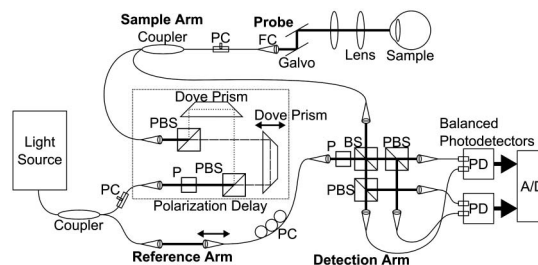 Sample Arm
Coupler
PC
Probe
FC
Galvo
Lens
Sample
Dove Prism
Dove Prism
PBS
Light
Source
PC
P
PBS
Polarization Delay
Coupler
Reference Arm
PC
P
BS
PBS
PBS
Balanced
Photodetectors
PD
PD
A/D
Detection Arm